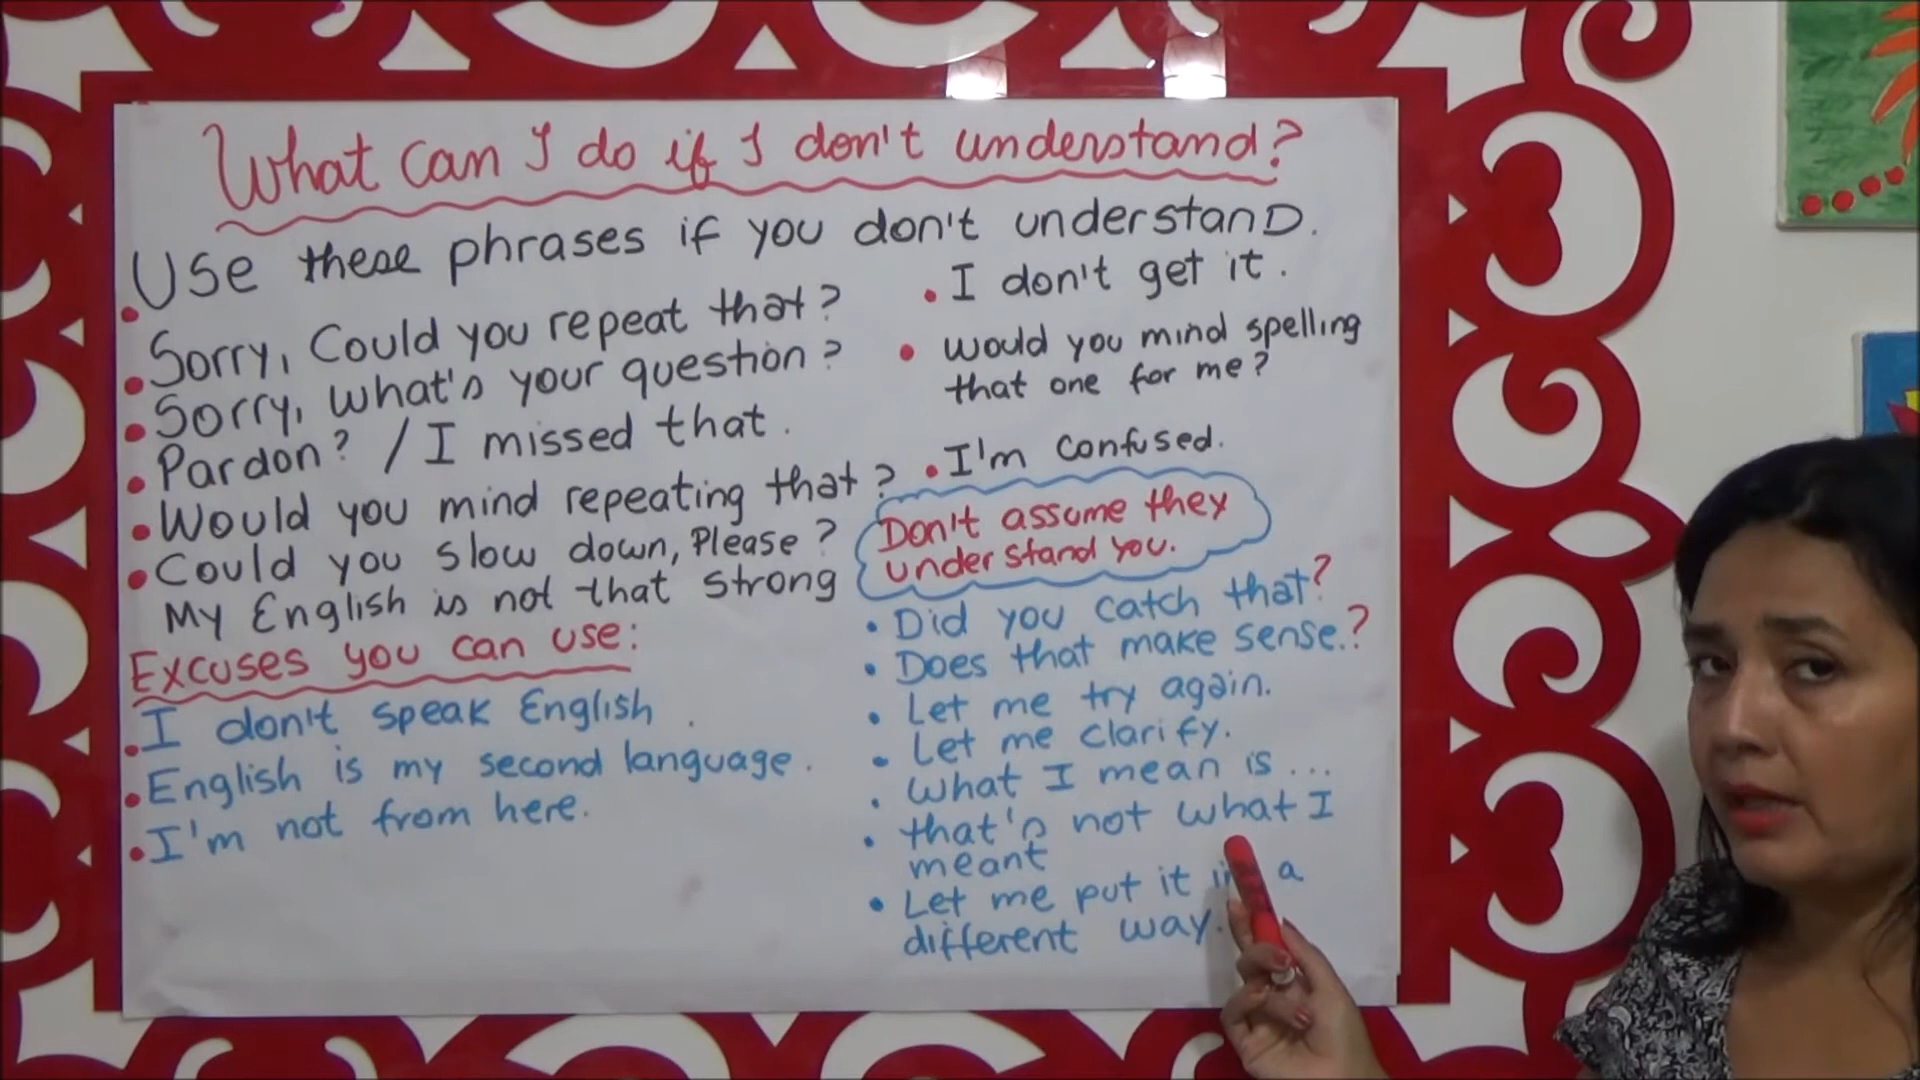 What can I do if I don't understand?
Use these phrases if you don't understanD.
Sorry, Could you repeat that?
Sorry, what's your question?
Pardon? / I missed that.
Would you mind repeating that?
Could you slow down, Please?
My English is not that strong
Excuses you can use:
I don't speak English.
English is my second language.
I'm not from here.
I don't get it.
would you mind spelling
that one for me?
I'm confused.
Don't assume they
understand you.
Did you catch that?
Does that make sense.?
Let me try again.
Let me clarify.
What I mean is...
that's not what I
meant
Let me put it in a
different way.